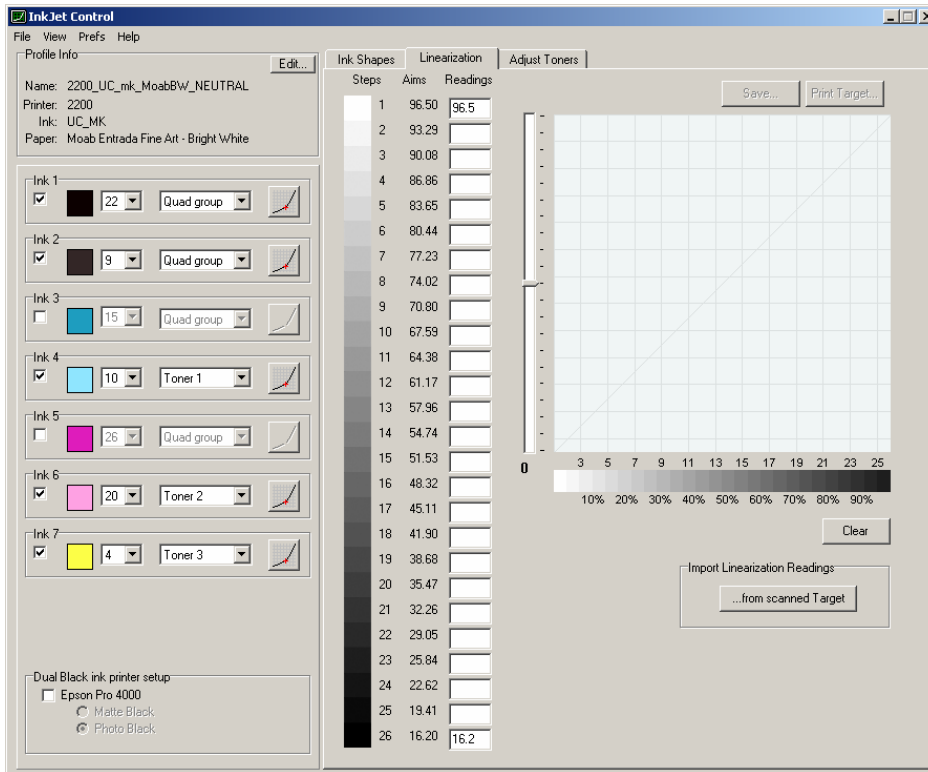 InkJet Control
File View Prefs Help
Profile Info
Edit...
Name: 2200_UC_mk_MoabBW_NEUTRAL
Printer: 2200
Ink: UC_MK
Paper: Moab Entrada Fine Art - Bright White
Ink 1
22 Quad group
Ink 2
9 Quad group
Ink 3
15 Quad group
Ink 4
10 Toner 1
Ink 5
26 Quad group
Ink 6
20 Toner 2
Ink 7
4 Toner 3
Dual Black ink printer setup
Epson Pro 4000
Matte Black
Photo Black
Ink Shapes Linearization Adjust Toners
Steps Aims Readings
1 96.50 96.5
2 93.29
3 90.08
4 86.86
5 83.65
6 80.44
7 77.23
8 74.02
9 70.80
10 67.59
11 64.38
12 61.17
13 57.96
14 54.74
15 51.53
16 48.32
17 45.11
18 41.90
19 38.68
20 35.47
21 32.26
22 29.05
23 25.84
24 22.62
25 19.41
26 16.20 16.2
Save... Print Target...
0
3 5 7 9 11 13 15 17 19 21 23 25
10% 20% 30% 40% 50% 60% 70% 80% 90%
Clear
Import Linearization Readings
...from scanned Target